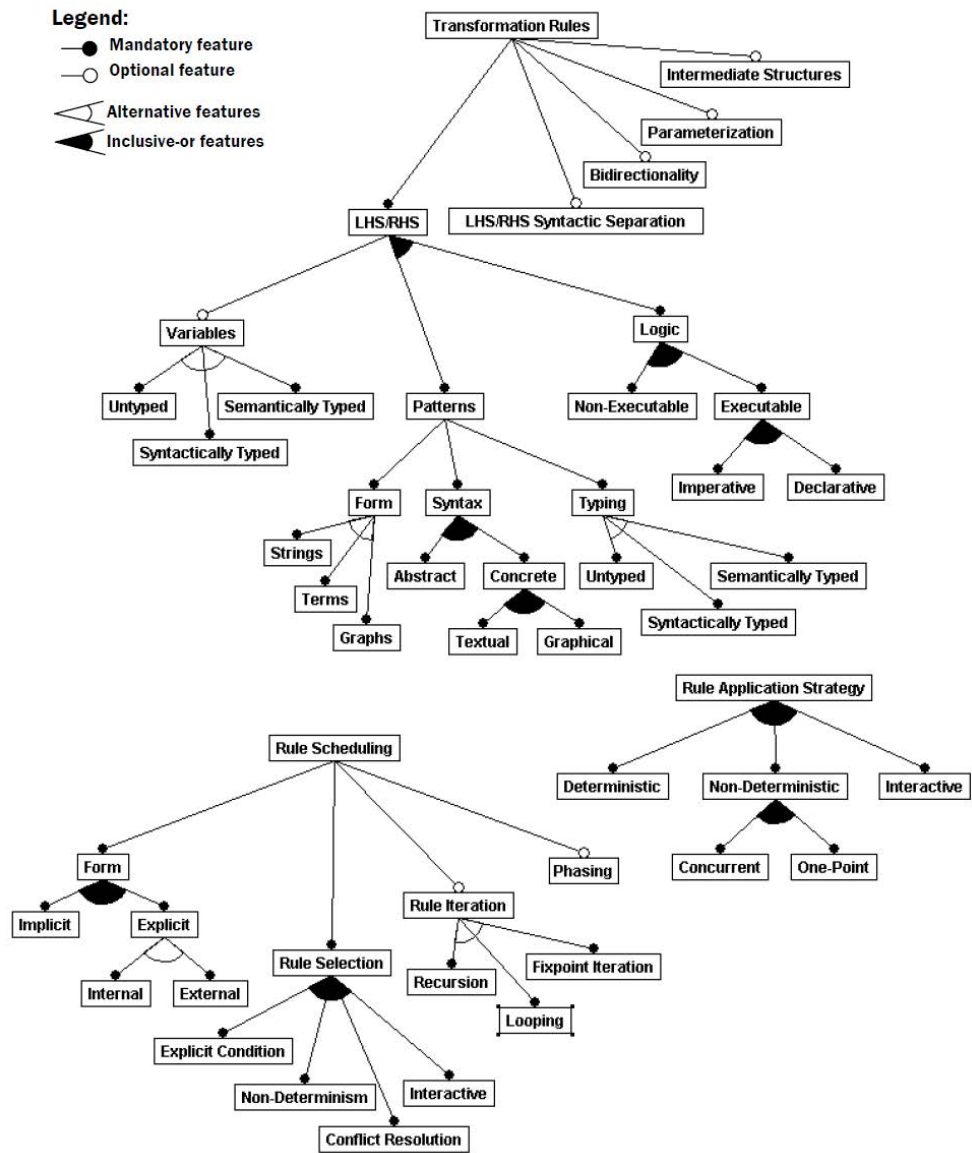 Legend:
Mandatory feature
Optional feature
Alternative features
Inclusive-or features
Transformation Rules
Intermediate Structures
Parameterization
Bidirectionality
LHS/RHS
LHS/RHS Syntactic Separation
Variables
Logic
Untyped
Semantically Typed
Patterns
Non-Executable
Executable
Syntactically Typed
Imperative
Declarative
Form
Syntax
Typing
Strings
Abstract
Concrete
Untyped
Semantically Typed
Terms
Syntactically Typed
Graphs
Textual
Graphical
Rule Application Strategy
Rule Scheduling
Deterministic
Non-Deterministic
Interactive
Form
Phasing
Concurrent
One-Point
Rule Iteration
Implicit
Explicit
Rule Selection
Fixpoint Iteration
Recursion
Internal
External
Looping
Explicit Condition
Non-Determinism
Interactive
Conflict Resolution